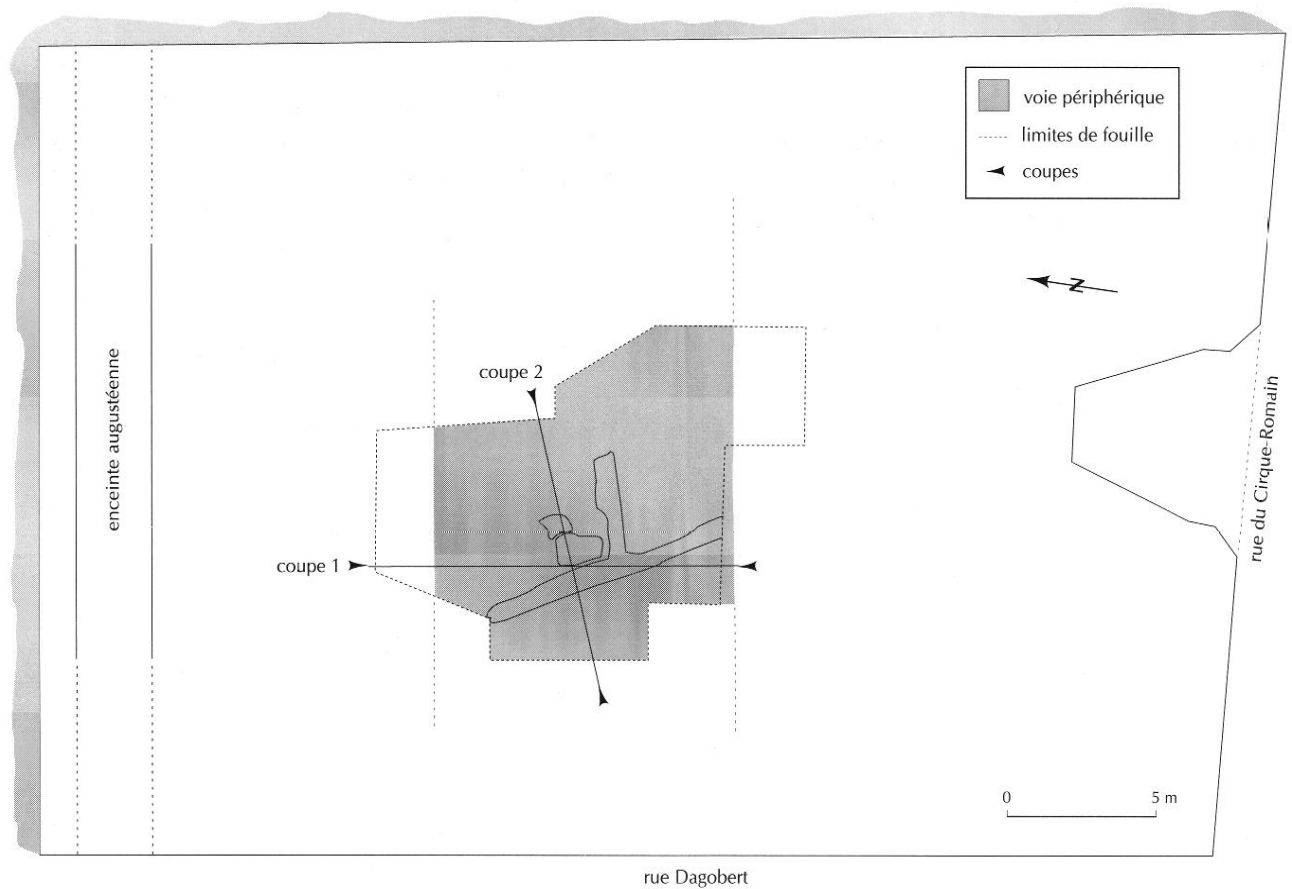 voie périphérique
limites de fouille
coupes
Z
coupe 2
enceinte augustéenne
rue du Cirque-Romain
coupe 1
0 5 m
rue Dagobert